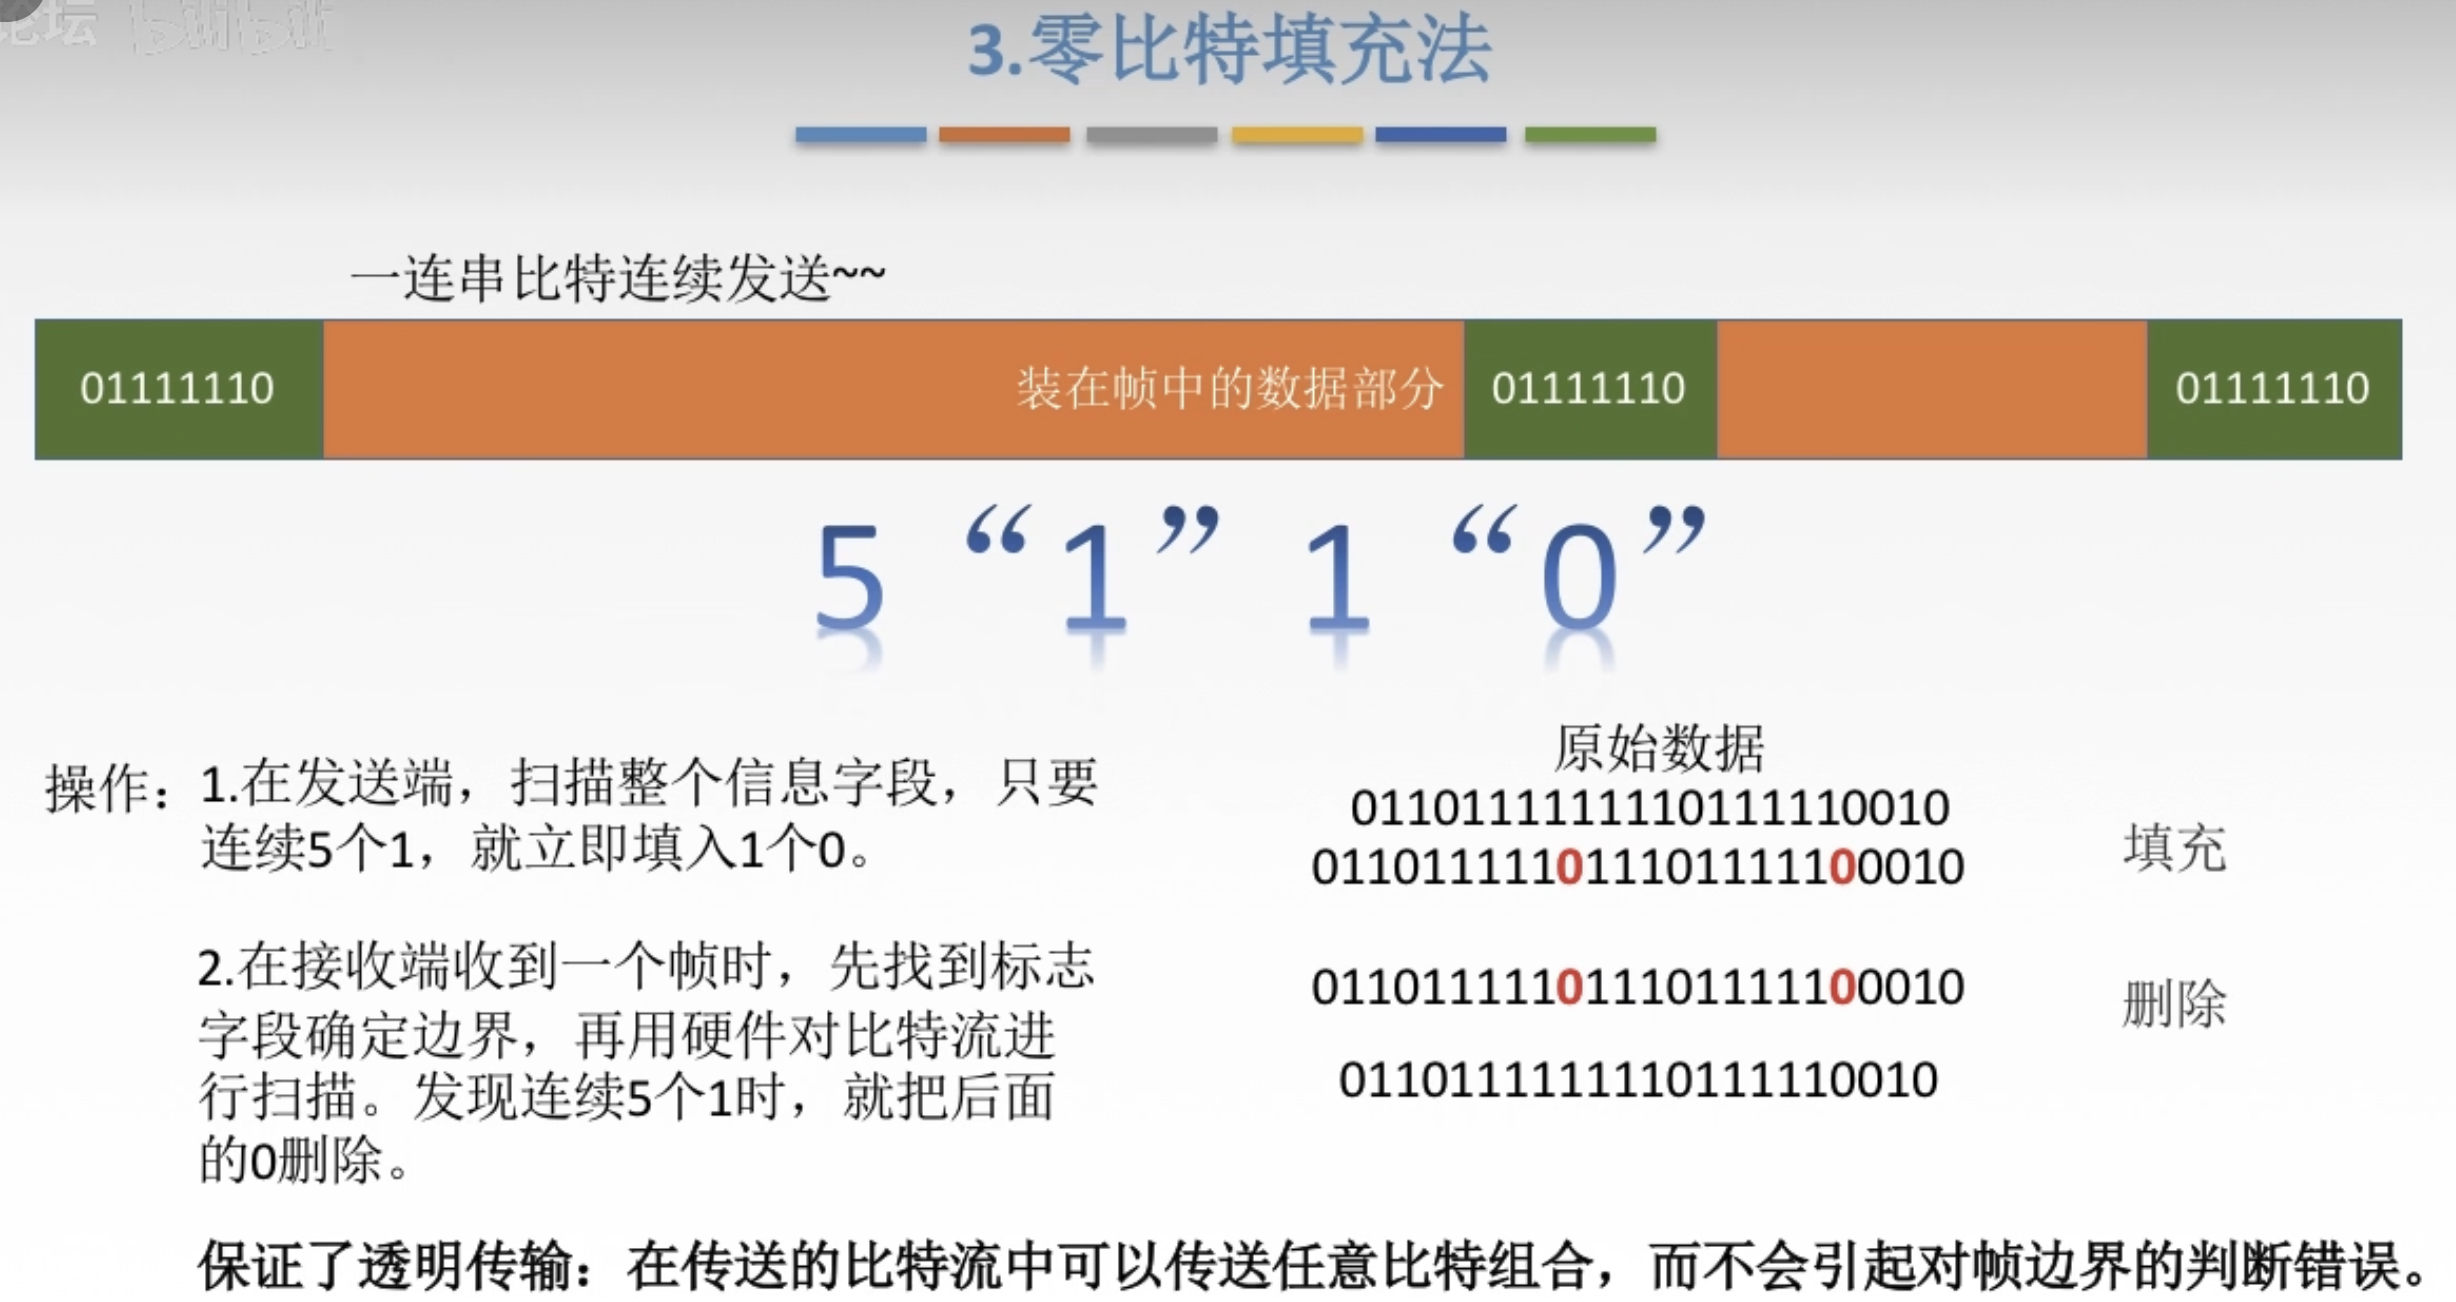 论坛 bilibili
3.零比特填充法
一连串比特连续发送~~
01111110 装在帧中的数据部分 01111110 01111110
5 “1” 1 “0”
操作：
1.在发送端，扫描整个信息字段，只要
连续5个1，就立即填入1个0。
2.在接收端收到一个帧时，先找到标志
字段确定边界，再用硬件对比特流进
行扫描。发现连续5个1时，就把后面
的0删除。
原始数据
0110111111110111110010
011011111011101111100010
填充
011011111011101111100010
删除
0110111111110111110010
保证了透明传输：在传送的比特流中可以传送任意比特组合，而不会引起对帧边界的判断错误。